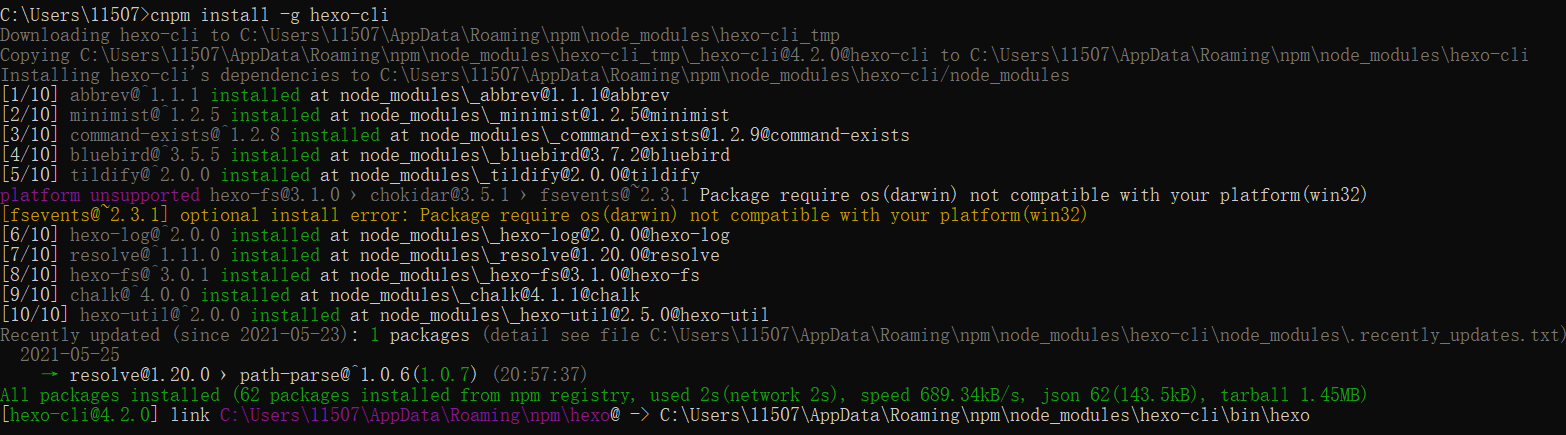 C:\Users\11507>cnpm install -g hexo-cli
Downloading hexo-cli to C:\Users\11507\AppData\Roaming\npm\node_modules\hexo-cli_tmp
Copying C:\Users\11507\AppData\Roaming\npm\node_modules\hexo-cli_tmp\_hexo-cli@4.2.0@hexo-cli to C:\Users\11507\AppData\Roaming\npm\node_modules\hexo-cli
Installing hexo-cli's dependencies to C:\Users\11507\AppData\Roaming\npm\node_modules\hexo-cli/node_modules
[1/10] abbrev@^1.1.1 installed at node_modules\_abbrev@1.1.1@abbrev
[2/10] minimist@^1.2.5 installed at node_modules\_minimist@1.2.5@minimist
[3/10] command-exists@^1.2.8 installed at node_modules\_command-exists@1.2.9@command-exists
[4/10] bluebird@^3.5.5 installed at node_modules\_bluebird@3.7.2@bluebird
[5/10] tildify@^2.0.0 installed at node_modules\_tildify@2.0.0@tildify
platform unsupported hexo-fs@3.1.0 › chokidar@3.5.1 › fsevents@~2.3.1 Package require os(darwin) not compatible with your platform(win32)
[fsevents@~2.3.1] optional install error: Package require os(darwin) not compatible with your platform(win32)
[6/10] hexo-log@^2.0.0 installed at node_modules\_hexo-log@2.0.0@hexo-log
[7/10] resolve@^1.11.0 installed at node_modules\_resolve@1.20.0@resolve
[8/10] hexo-fs@^3.0.1 installed at node_modules\_hexo-fs@3.1.0@hexo-fs
[9/10] chalk@^4.0.0 installed at node_modules\_chalk@4.1.1@chalk
[10/10] hexo-util@^2.0.0 installed at node_modules\_hexo-util@2.5.0@hexo-util
Recently updated (since 2021-05-23): 1 packages (detail see file C:\Users\11507\AppData\Roaming\npm\node_modules\hexo-cli\node_modules\.recently_updates.txt)
2021-05-25
→ resolve@1.20.0 › path-parse@^1.0.6(1.0.7) (20:57:37)
All packages installed (62 packages installed from npm registry, used 2s(network 2s), speed 689.34kB/s, json 62(143.5kB), tarball 1.45MB)
[hexo-cli@4.2.0] link C:\Users\11507\AppData\Roaming\npm\hexo@ -> C:\Users\11507\AppData\Roaming\npm\node_modules\hexo-cli\bin\hexo